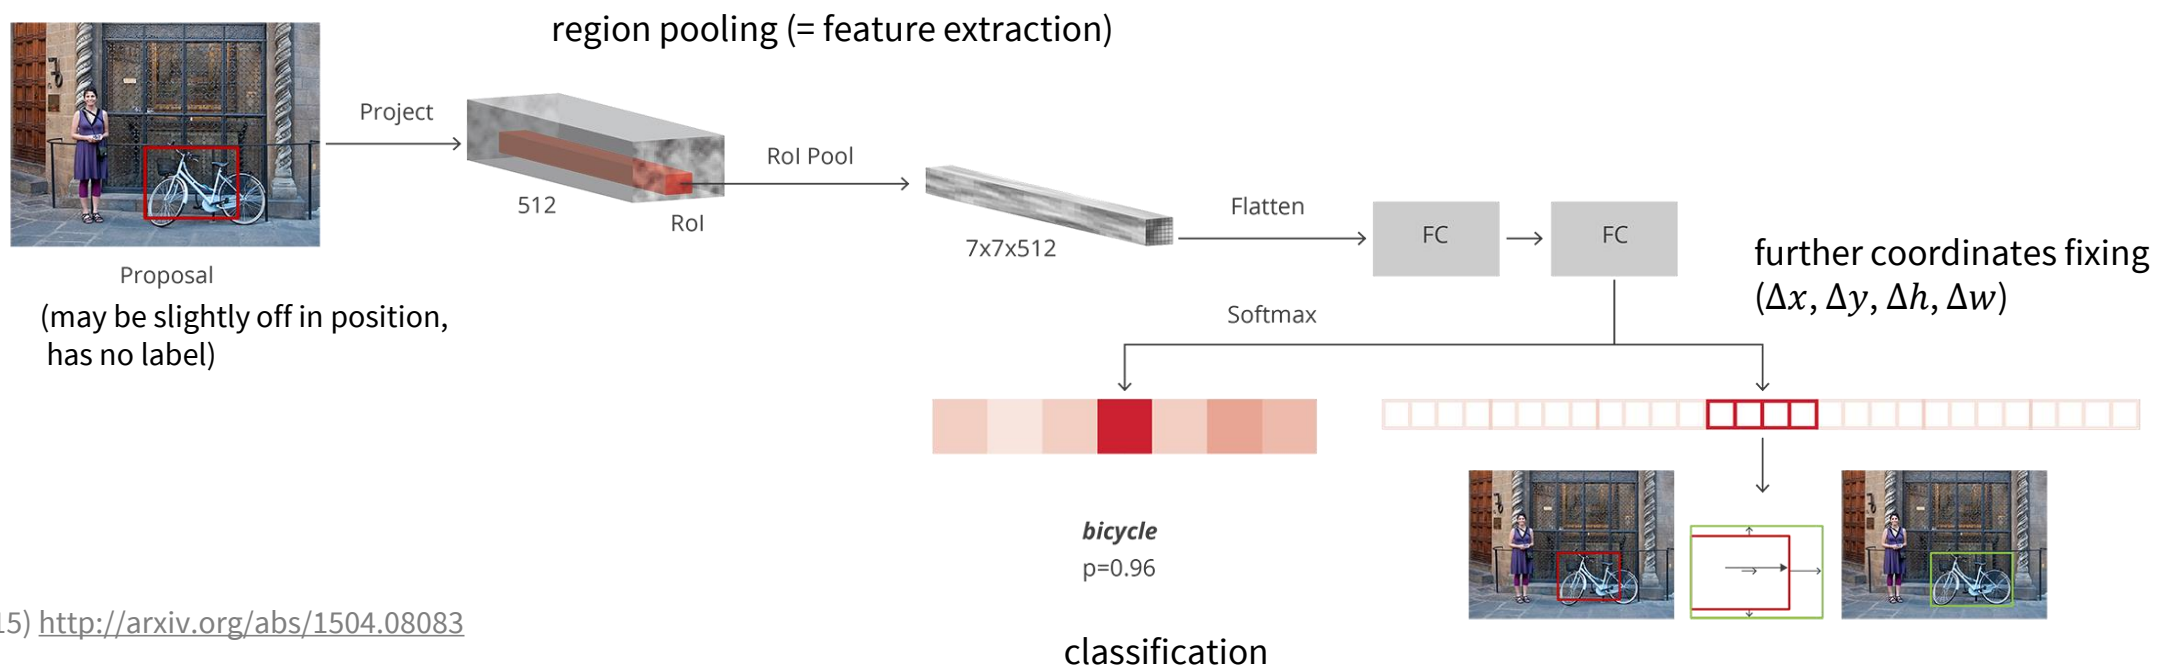 region pooling (= feature extraction)
Project
RoI Pool
512
RoI
7x7x512
Flatten
FC
FC
Proposal
(may be slightly off in position,
has no label)
further coordinates fixing
(Δx, Δy, Δh, Δw)
Softmax
bicycle
p=0.96
15) http://arxiv.org/abs/1504.08083
classification